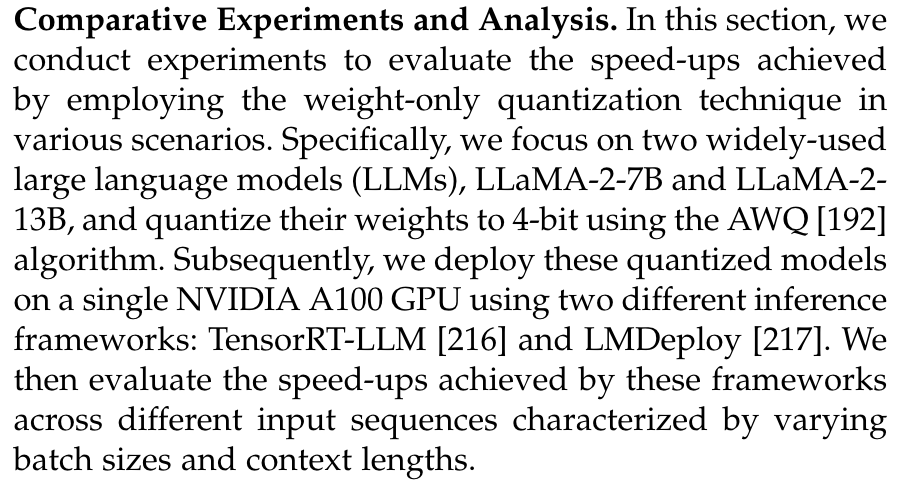 Comparative Experiments and Analysis. In this section, we
conduct experiments to evaluate the speed-ups achieved
by employing the weight-only quantization technique in
various scenarios. Specifically, we focus on two widely-used
large language models (LLMs), LLaMA-2-7B and LLaMA-2-
13B, and quantize their weights to 4-bit using the AWQ [192]
algorithm. Subsequently, we deploy these quantized models
on a single NVIDIA A100 GPU using two different inference
frameworks: TensorRT-LLM [216] and LMDeploy [217]. We
then evaluate the speed-ups achieved by these frameworks
across different input sequences characterized by varying
batch sizes and context lengths.